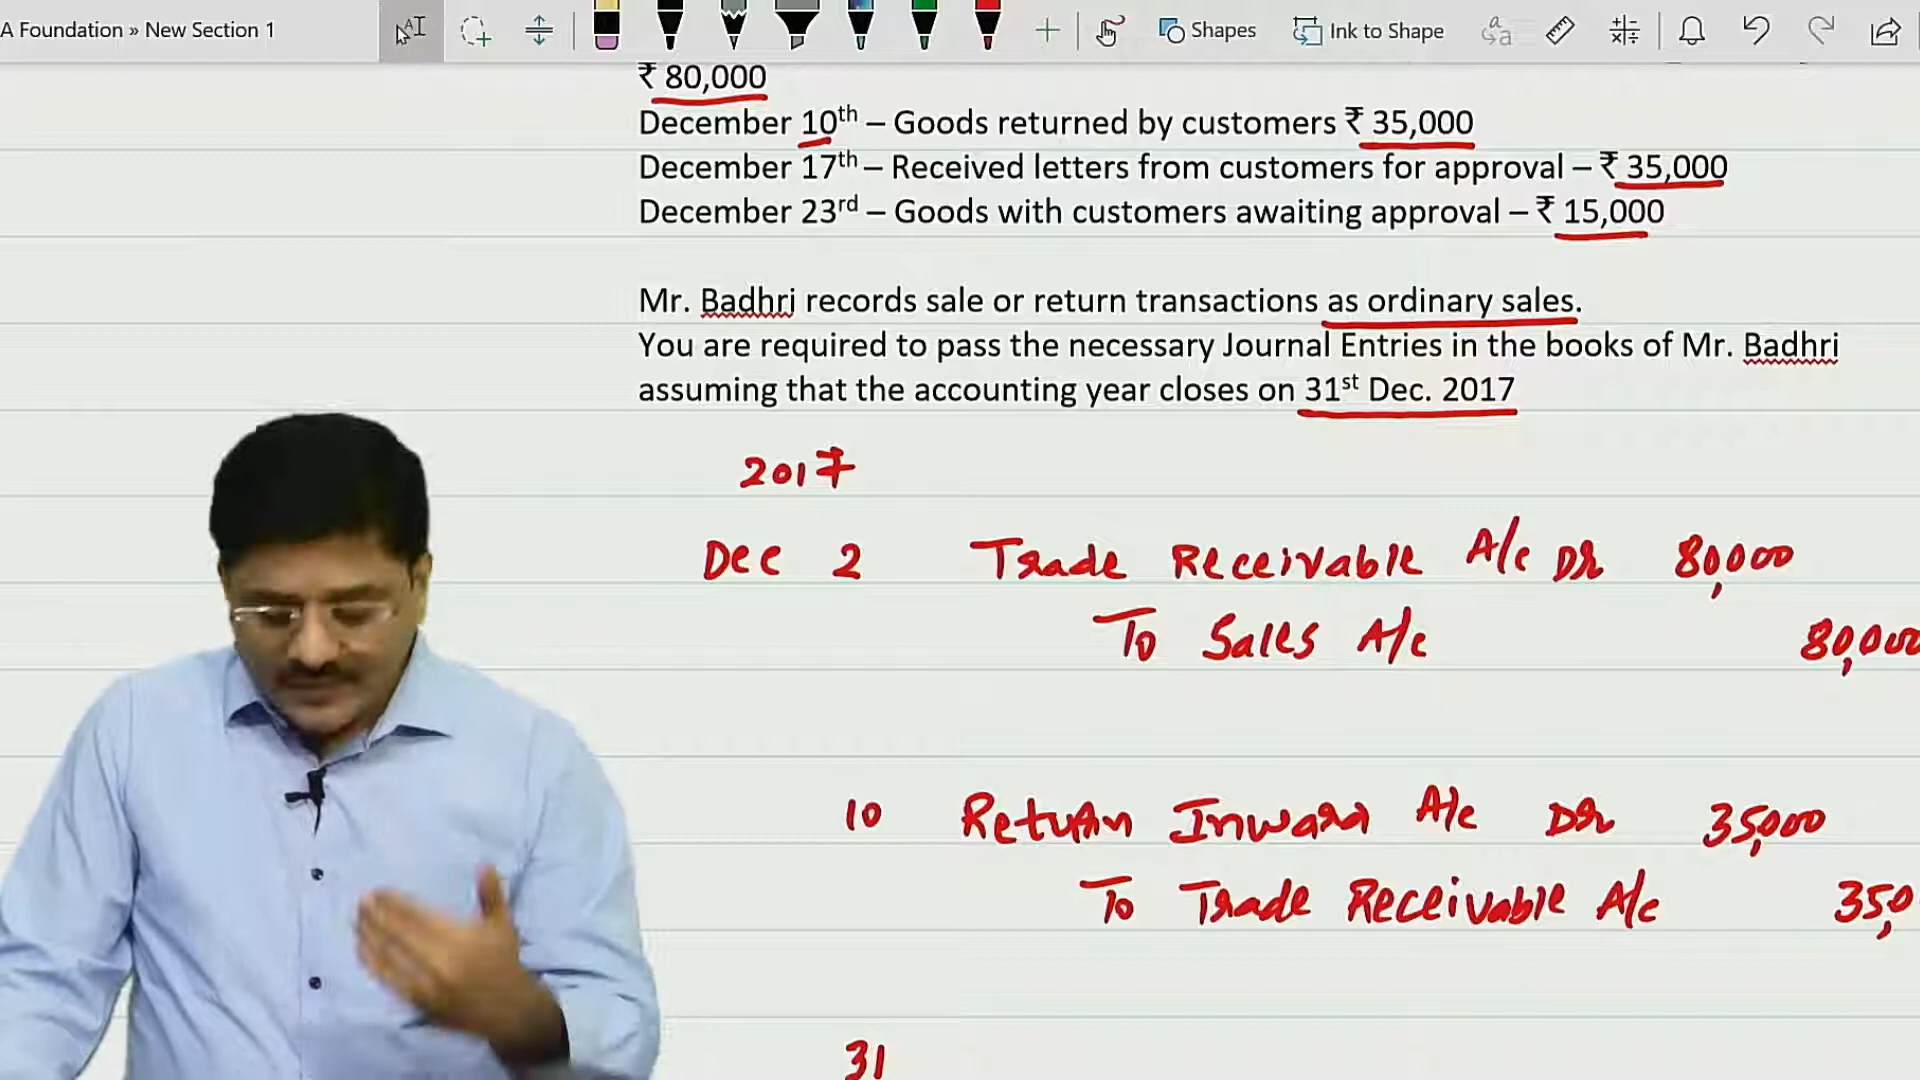 A Foundation » New Section 1
Shapes
Ink to Shape
₹ 80,000
December 10th – Goods returned by customers ₹ 35,000
December 17th – Received letters from customers for approval – ₹ 35,000
December 23rd – Goods with customers awaiting approval – ₹ 15,000
Mr. Badhri records sale or return transactions as ordinary sales.
You are required to pass the necessary Journal Entries in the books of Mr. Badhri
assuming that the accounting year closes on 31st Dec. 2017
2017
Dec 2 Trade Receivable A/c Dr 80,000
To Sales A/c 80,000
10 Return Inward A/c Dr 35,000
To Trade Receivable A/c 35,0
31